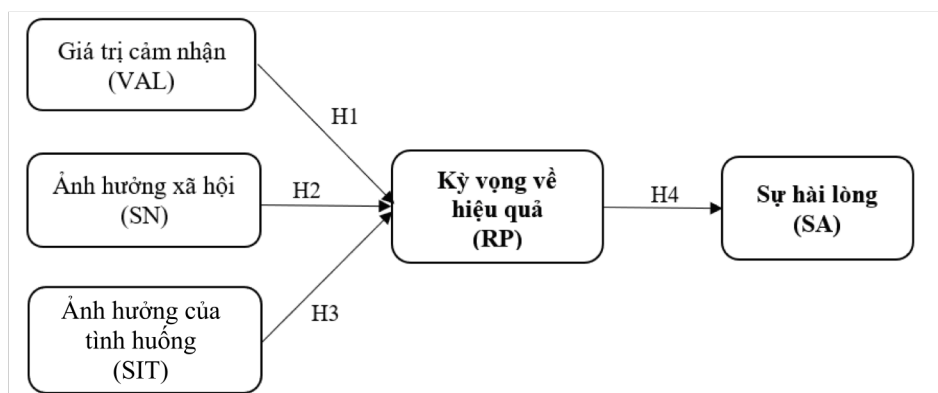 Giá trị cảm nhận
(VAL)
H1
Ảnh hưởng xã hội
(SN)
H2
Kỳ vọng về
hiệu quả
(RP)
H4
Sự hài lòng
(SA)
Ảnh hưởng của
tình huống
(SIT)
H3